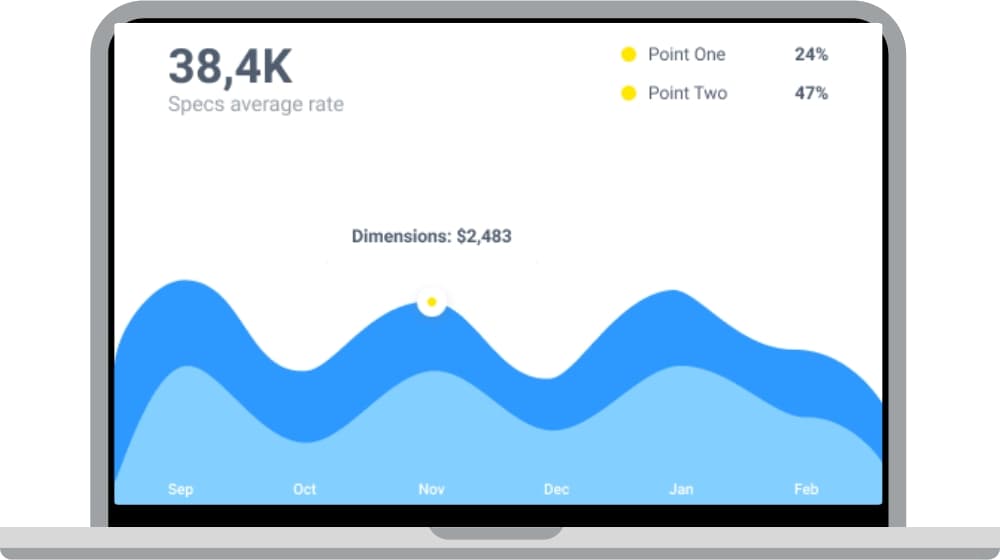 38,4K
Specs average rate
Point One 24%
Point Two 47%
Dimensions: $2,483
Sep Oct Nov Dec Jan Feb